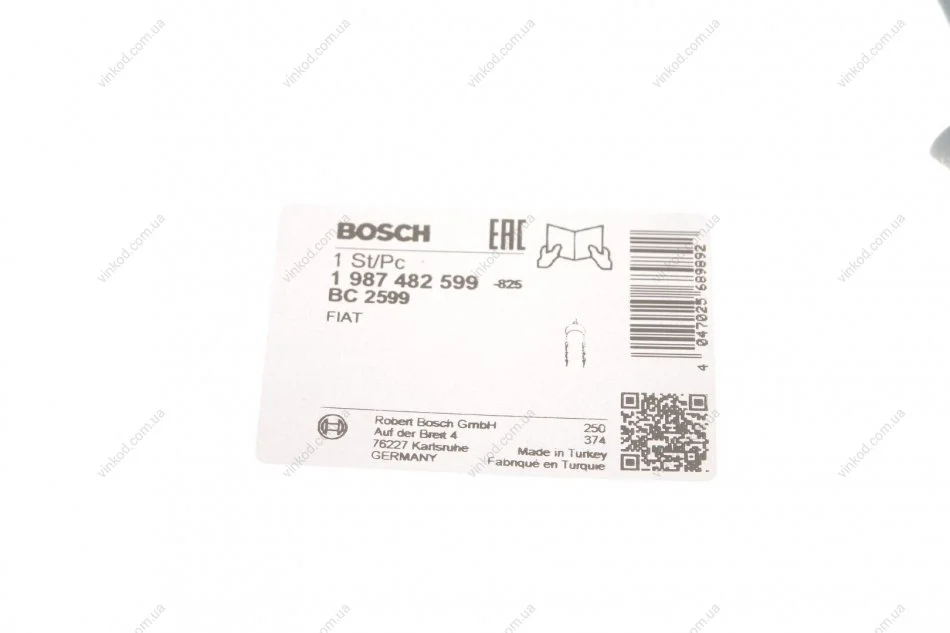 BOSCH
EAC
1 St/Pc
1 987 482 599 -825
BC 2599
FIAT
4 047025 689892
Robert Bosch GmbH
Auf der Breit 4
76227 Karlsruhe
GERMANY
250
374
Made in Turkey
Fabriqué en Turquie
vinkod.com.ua